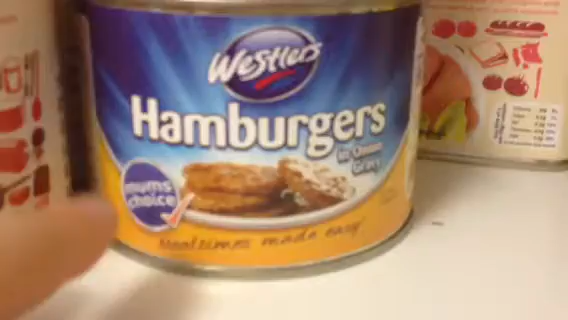 Westlers
Hamburgers
in Onion
Gravy
mums
choice
Mealtimes made easy